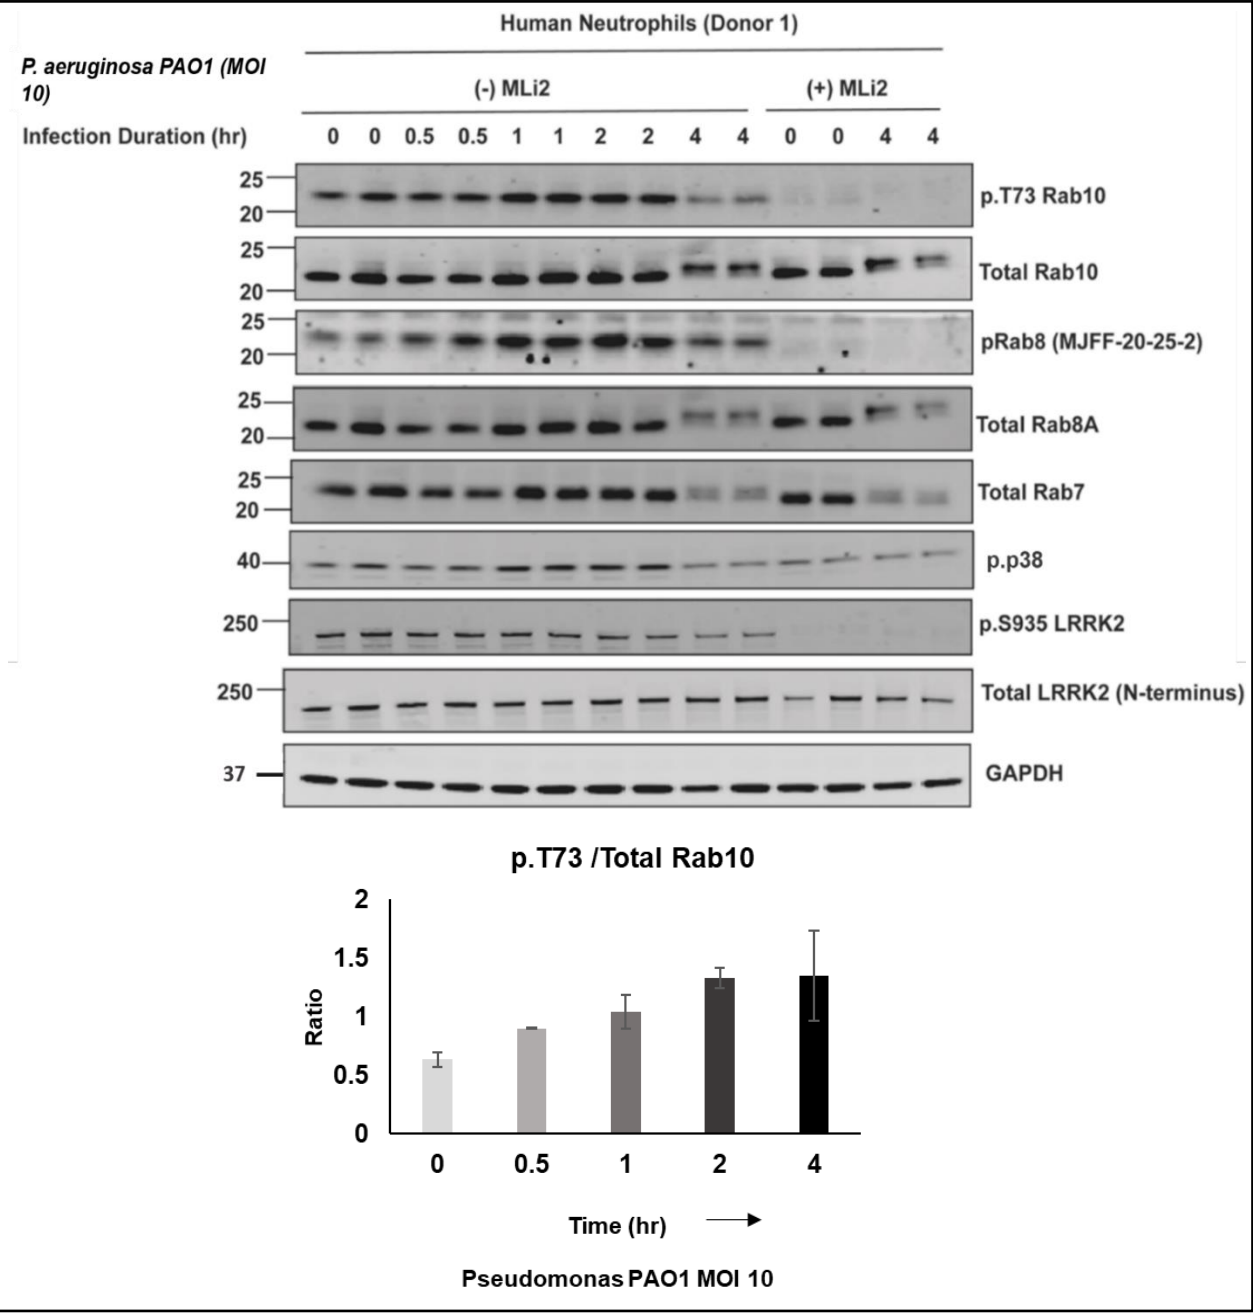 Human Neutrophils (Donor 1)
P. aeruginosa PAO1 (MOI
10)
(-) MLi2
(+) MLi2
Infection Duration (hr)
0 0 0.5 0.5 1 1 2 2 4 4 0 0 4 4
25
20
p.T73 Rab10
25
20
Total Rab10
25
20
pRab8 (MJFF-20-25-2)
25
20
Total Rab8A
25
20
Total Rab7
40
p.p38
250
p.S935 LRRK2
250
Total LRRK2 (N-terminus)
37
GAPDH
p.T73 /Total Rab10
2
1.5
1
0.5
0
Ratio
0 0.5 1 2 4
Time (hr)
Pseudomonas PAO1 MOI 10